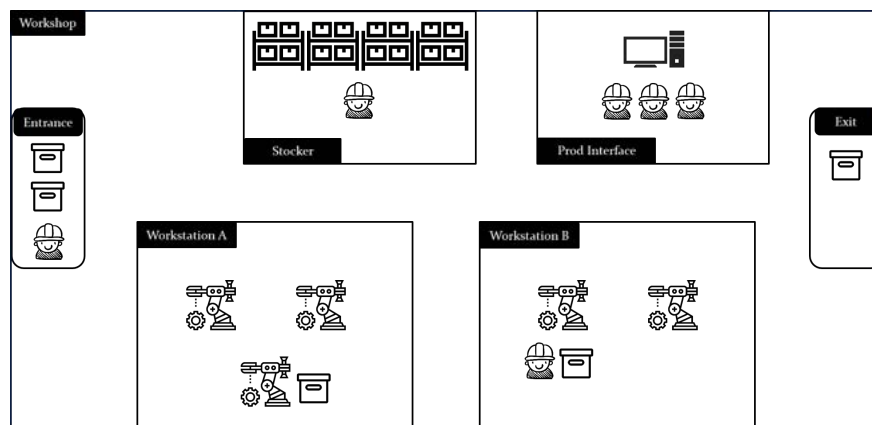 Workshop
Entrance
Stocker
Prod Interface
Exit
Workstation A
Workstation B